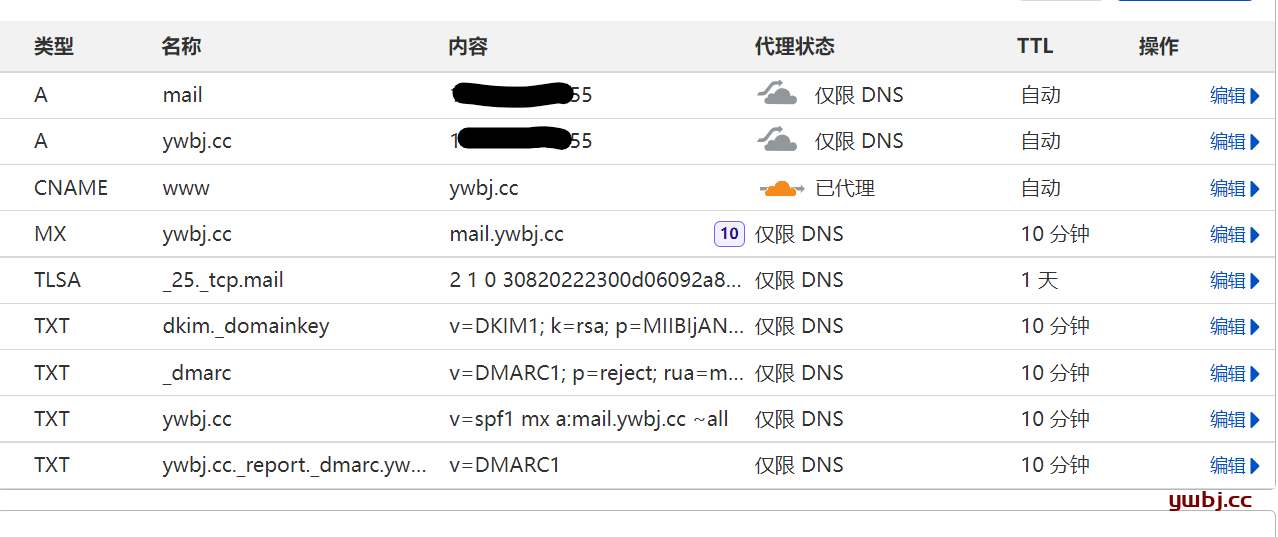 类型 名称 内容 代理状态 TTL 操作
A mail 55 仅限 DNS 自动 编辑
A ywbj.cc 1 55 仅限 DNS 自动 编辑
CNAME www ywbj.cc 已代理 自动 编辑
MX ywbj.cc mail.ywbj.cc 10 仅限 DNS 10 分钟 编辑
TLSA _25._tcp.mail 2 1 0 30820222300d06092a8... 仅限 DNS 1 天 编辑
TXT dkim._domainkey v=DKIM1; k=rsa; p=MIIBIjAN... 仅限 DNS 10 分钟 编辑
TXT _dmarc v=DMARC1; p=reject; rua=m... 仅限 DNS 10 分钟 编辑
TXT ywbj.cc v=spf1 mx a:mail.ywbj.cc ~all 仅限 DNS 10 分钟 编辑
TXT ywbj.cc._report._dmarc.yw... v=DMARC1 仅限 DNS 10 分钟 编辑
ywbj.cc